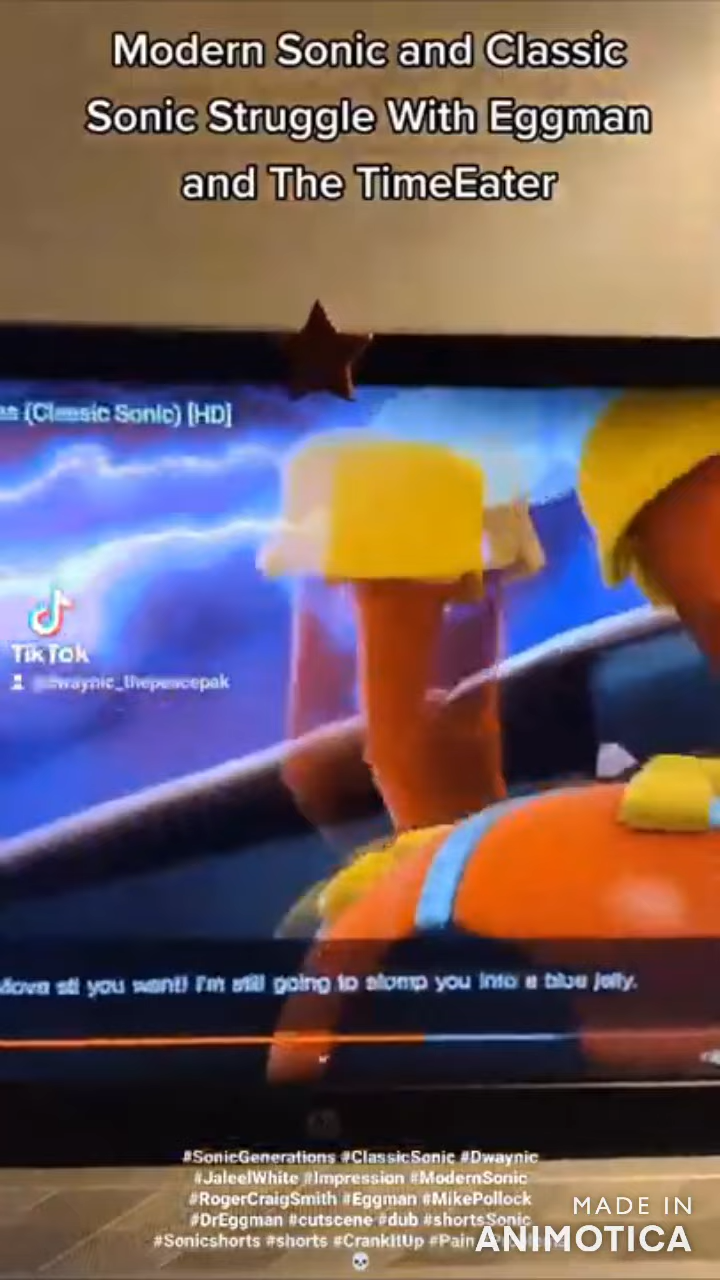 Modern Sonic and Classic
Sonic Struggle With Eggman
and The TimeEater
(Classic Sonic) [HD]
TikTok
@dwaynic_thepeacepak
Move all you want! I'm still going to stomp you into a blue jelly.
#SonicGenerations #ClassicSonic #Dwaynic
#JaleelWhite #Impression #ModernSonic
#RogerCraigSmith #Eggman #MikePollock
#DrEggman #cutscene #dub #shortsSonic
#Sonicshorts #shorts #CrankItUp #Pain
💀
MADE IN
ANIMOTICA